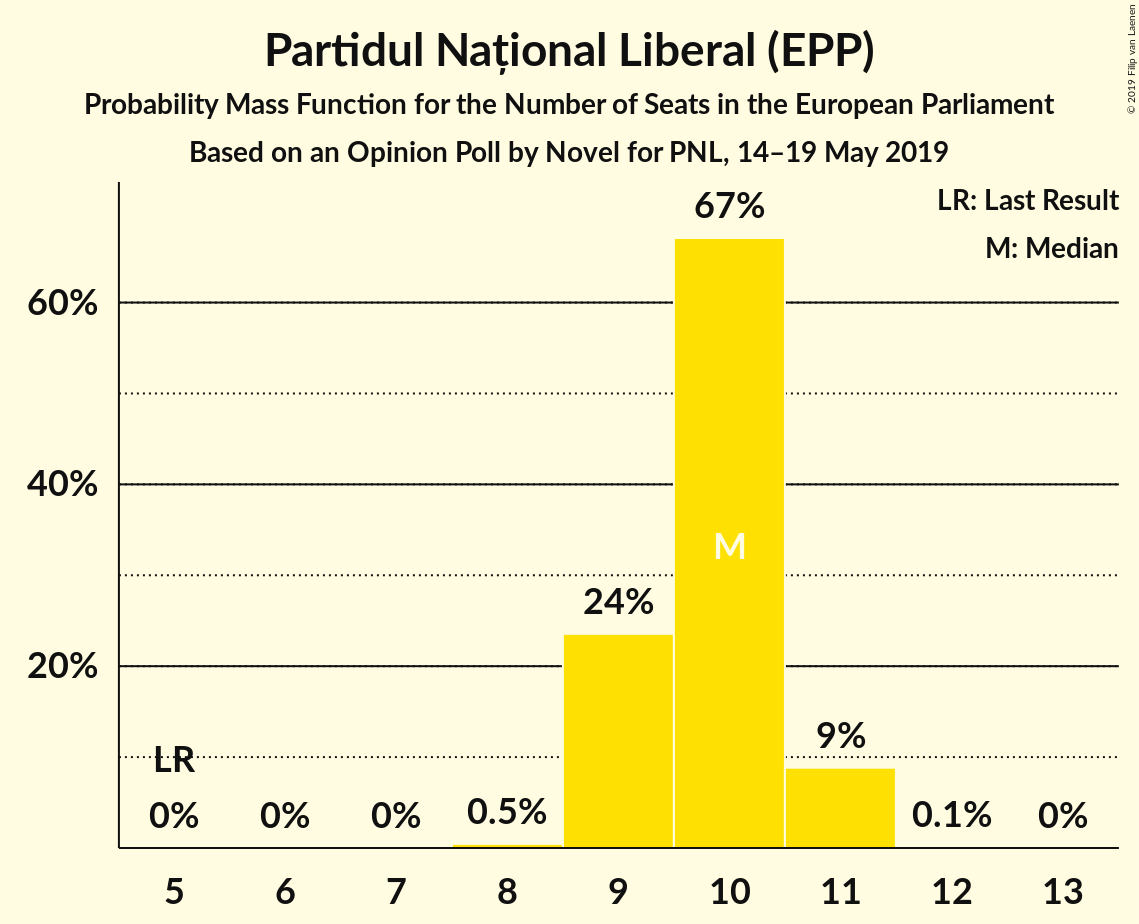 Partidul Național Liberal (EPP)
Probability Mass Function for the Number of Seats in the European Parliament
Based on an Opinion Poll by Novel for PNL, 14–19 May 2019
© 2019 Filip van Laenen
LR: Last Result
M: Median
67%
60%
40%
M
24%
20%
9%
LR
0%
0%
0%
0.5%
0.1%
0%
5
6
7
8
9
10
11
12
13